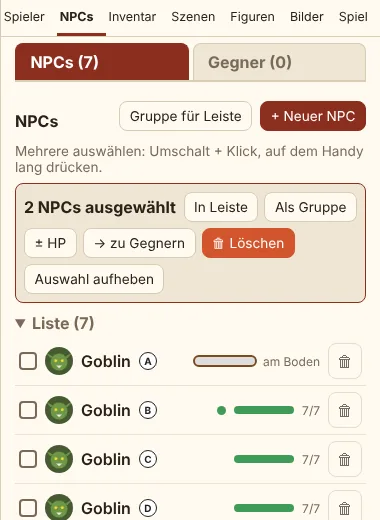 Spieler NPCs Inventar Szenen Figuren Bilder Spiel
NPCs (7) Gegner (0)
NPCs Gruppe für Leiste + Neuer NPC
Mehrere auswählen: Umschalt + Klick, auf dem Handy
lang drücken.
2 NPCs ausgewählt In Leiste Als Gruppe
± HP → zu Gegnern 🗑 Löschen
Auswahl aufheben
▼ Liste (7)
Goblin A am Boden
Goblin B 7/7
Goblin C 7/7
Goblin D 7/7